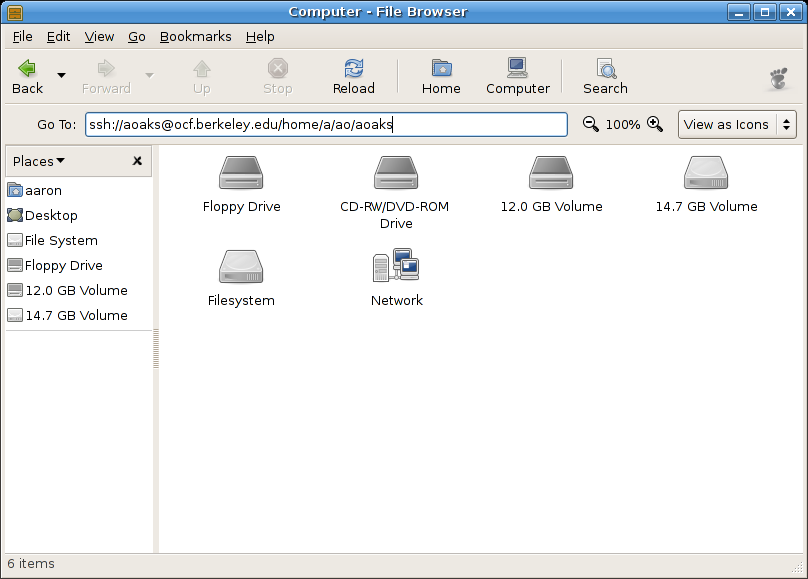 Computer - File Browser
File Edit View Go Bookmarks Help
Back Forward Up Stop Reload Home Computer Search
Go To: ssh://aoaks@ocf.berkeley.edu/home/a/ao/aoaks 100% View as Icons
Places
aaron
Desktop
File System
Floppy Drive
12.0 GB Volume
14.7 GB Volume
Floppy Drive
CD-RW/DVD-ROM
Drive
12.0 GB Volume
14.7 GB Volume
Filesystem
Network
6 items